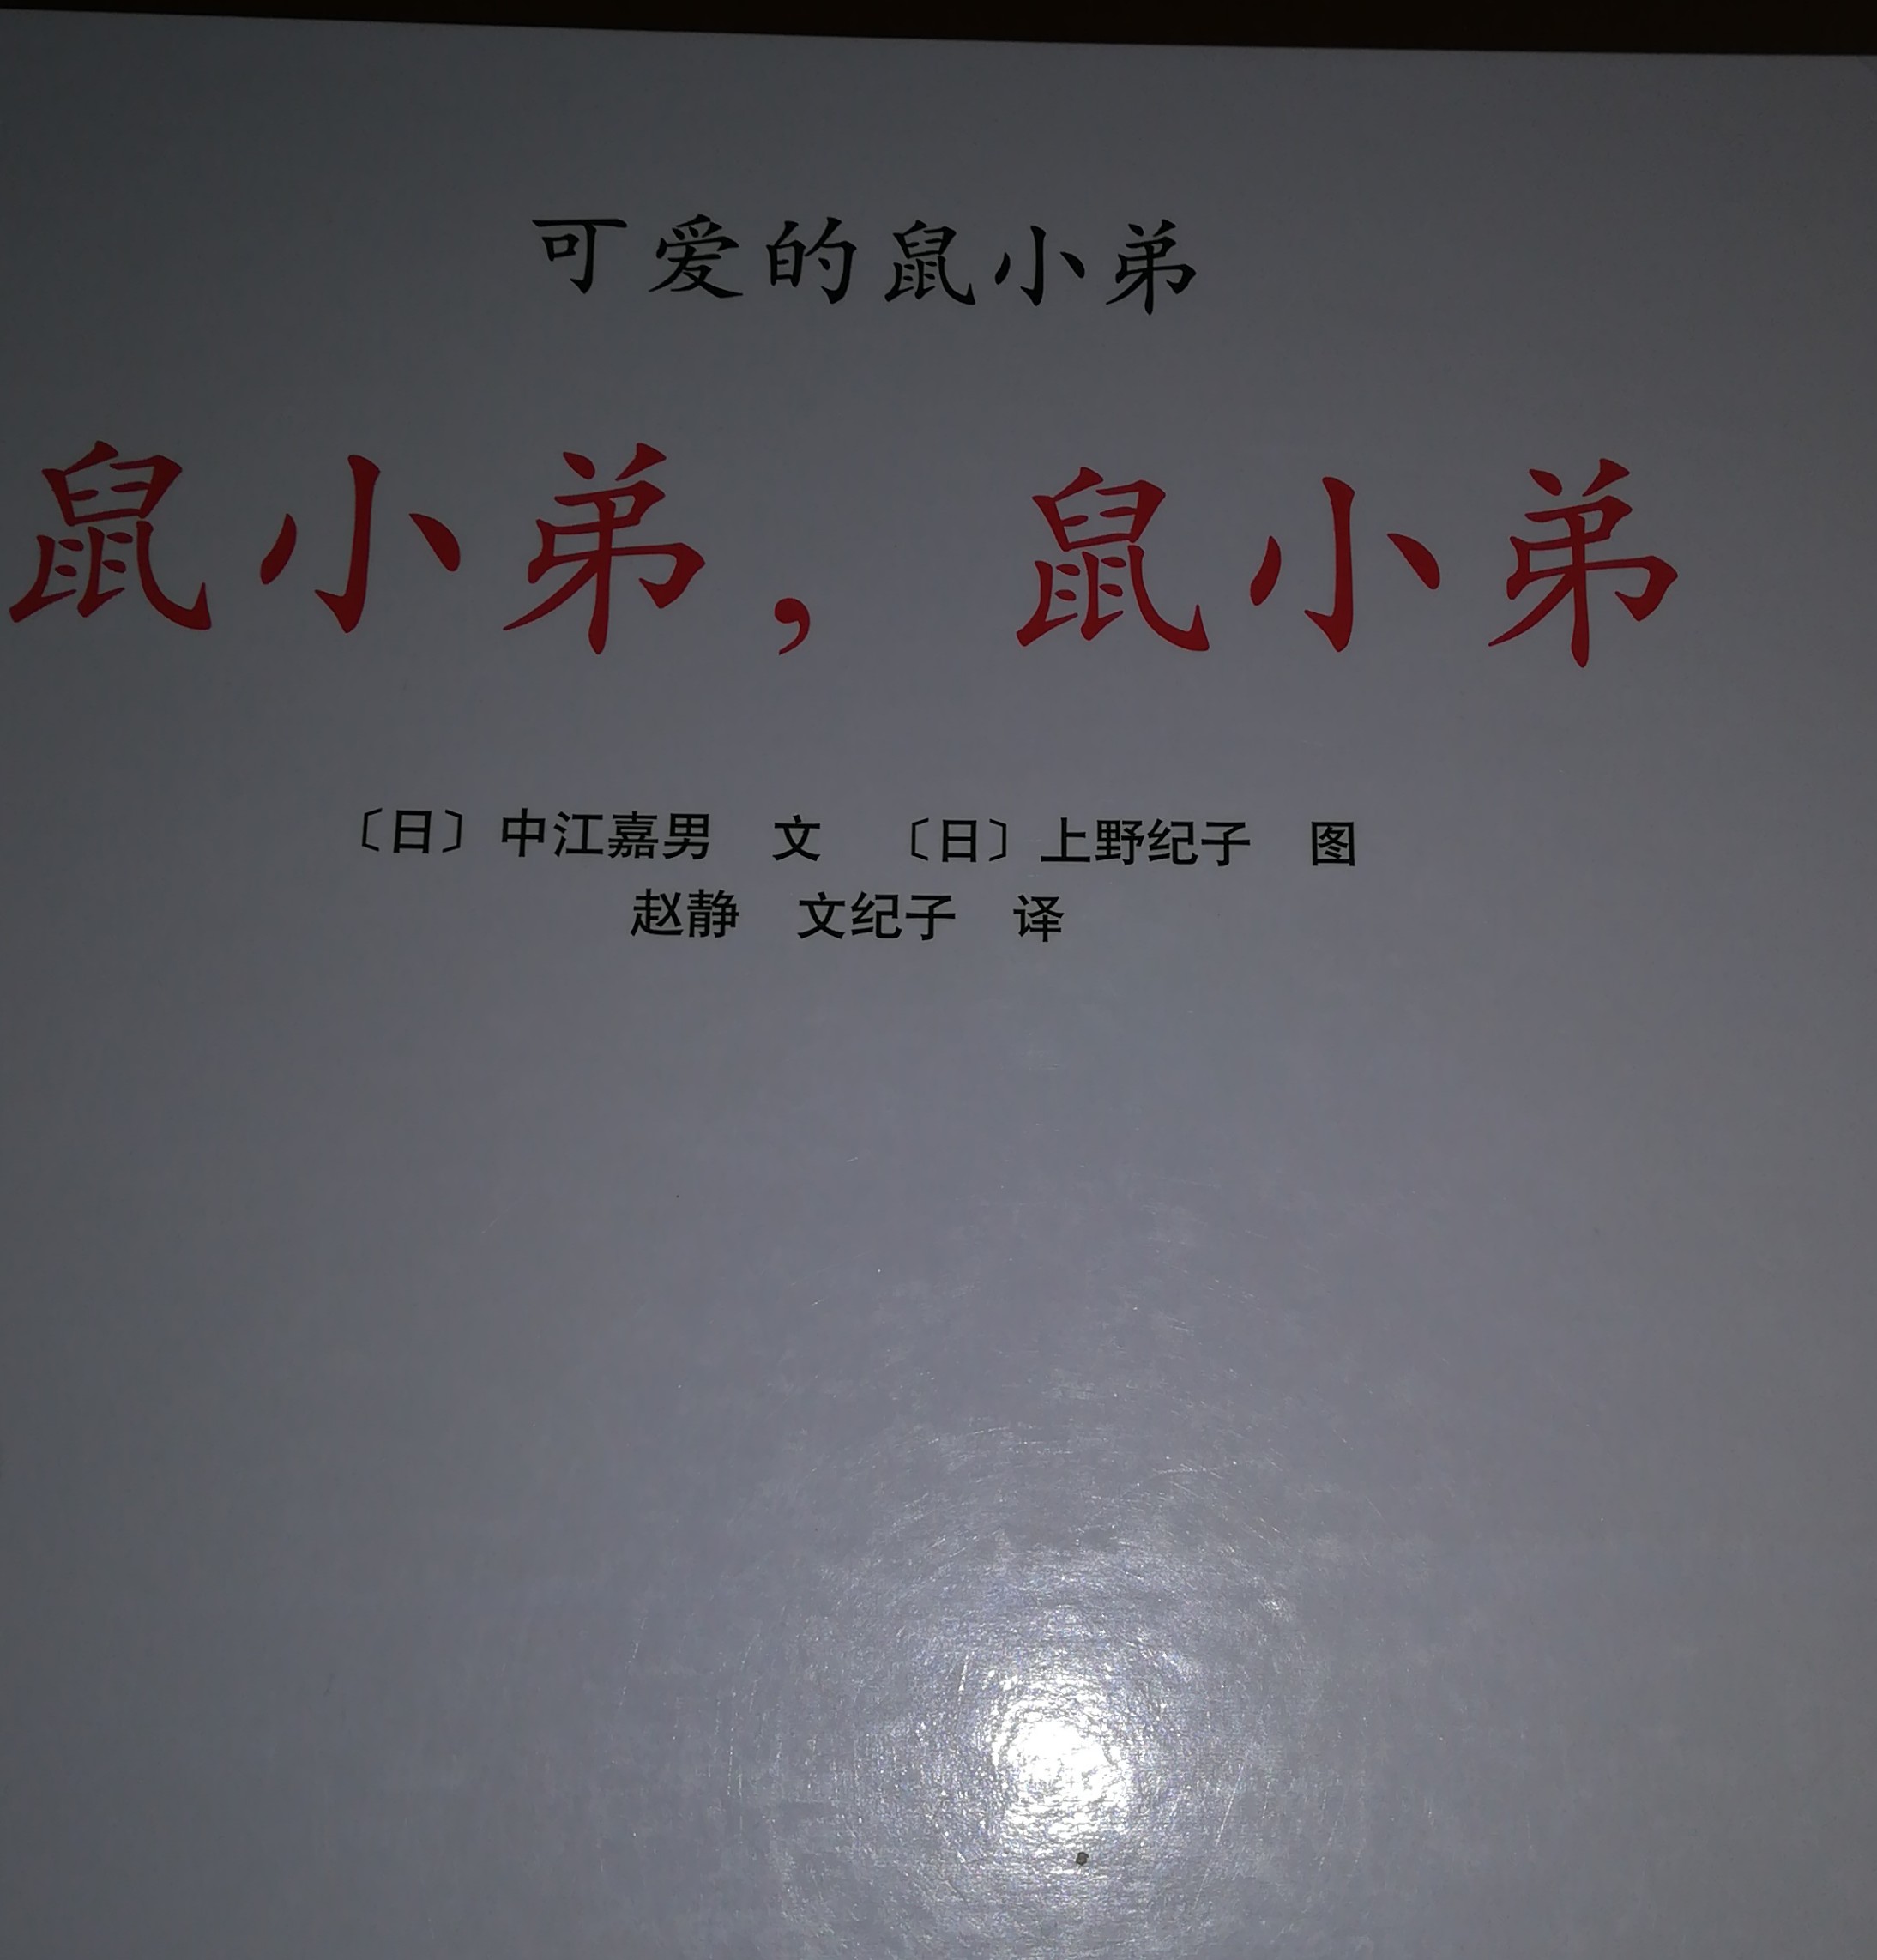 可爱的鼠小弟
鼠小弟，鼠小弟
〔日〕中江嘉男 文 〔日〕上野纪子 图
赵静 文纪子 译